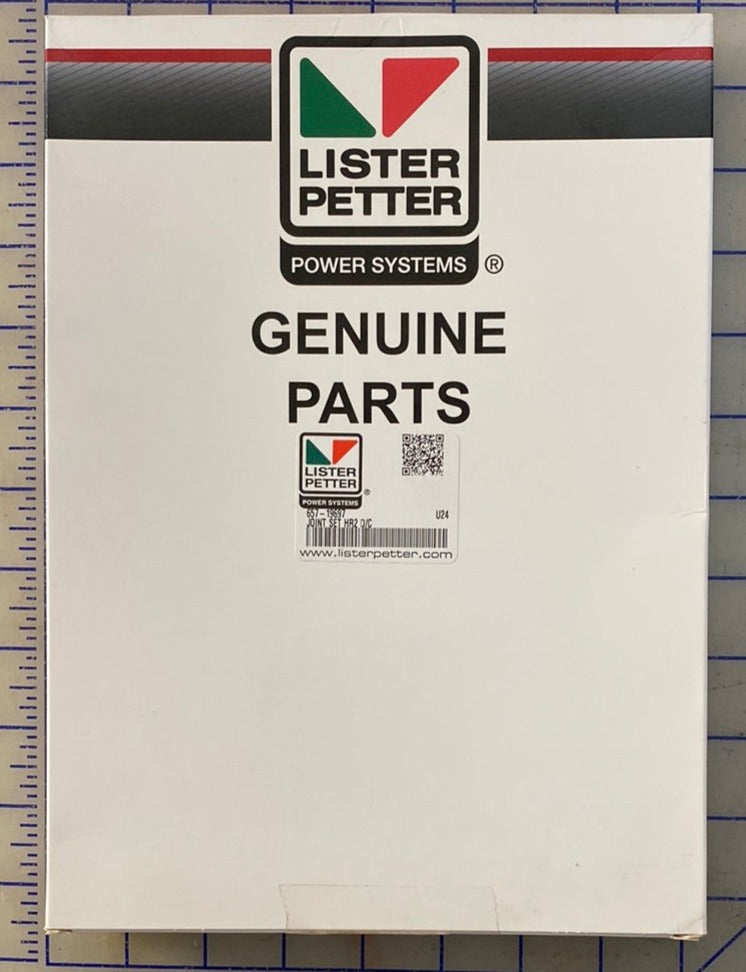 LISTER
PETTER
POWER SYSTEMS ®
GENUINE
PARTS
LISTER
PETTER
®
POWER SYSTEMS
657-19697 U24
JOINT SET HR2 D/C
www.listerpetter.com